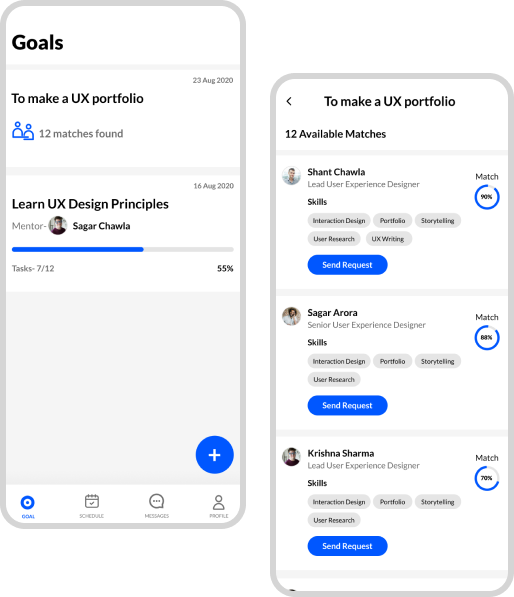 Goals
23 Aug 2020
To make a UX portfolio
12 matches found
16 Aug 2020
Learn UX Design Principles
Mentor- Sagar Chawla
Tasks- 7/12 55%
+
GOAL SCHEDULE MESSAGES PROFILE
To make a UX portfolio
12 Available Matches
Shant Chawla
Match
Lead User Experience Designer
90%
Skills
Interaction Design Portfolio Storytelling
User Research UX Writing
Send Request
Sagar Arora
Match
Senior User Experience Designer
88%
Skills
Interaction Design Portfolio Storytelling
User Research
Send Request
Krishna Sharma
Match
Lead User Experience Designer
70%
Skills
Interaction Design Portfolio Storytelling
User Research
Send Request